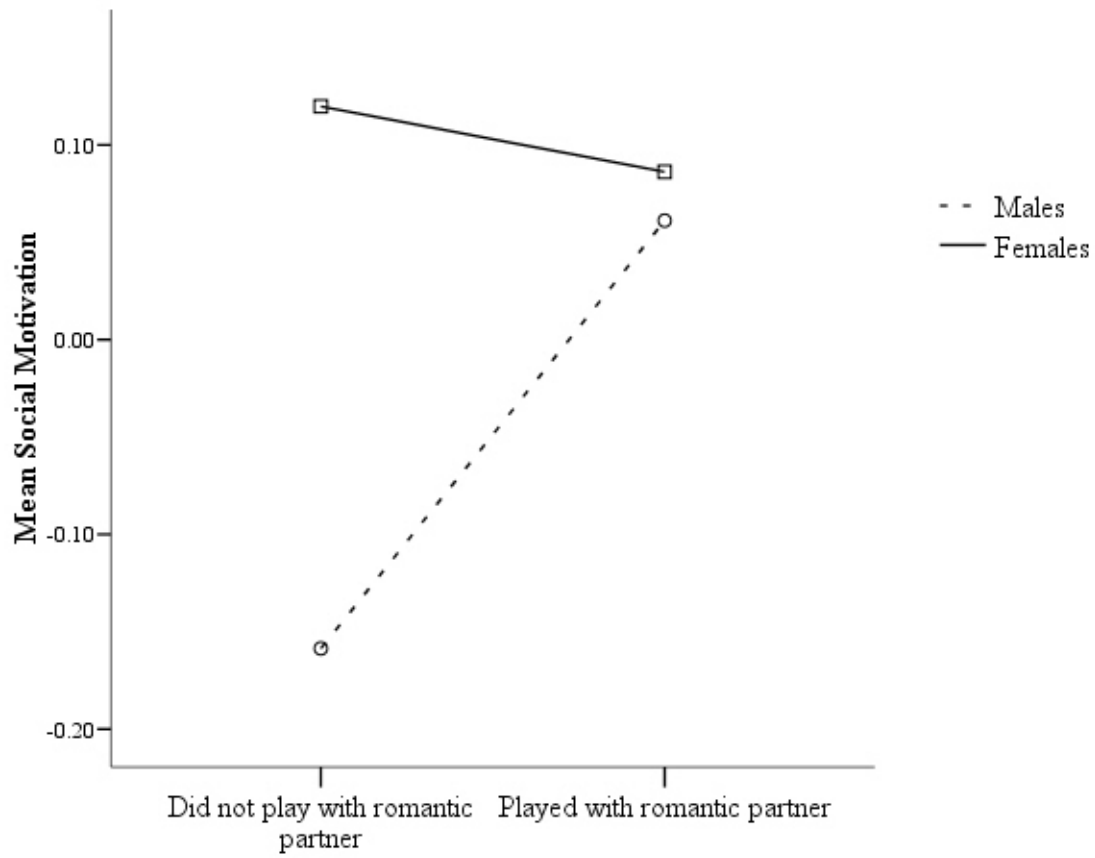 Mean Social Motivation
0.10
0.00
-0.10
-0.20
Did not play with romantic
partner
Played with romantic partner
Males
Females